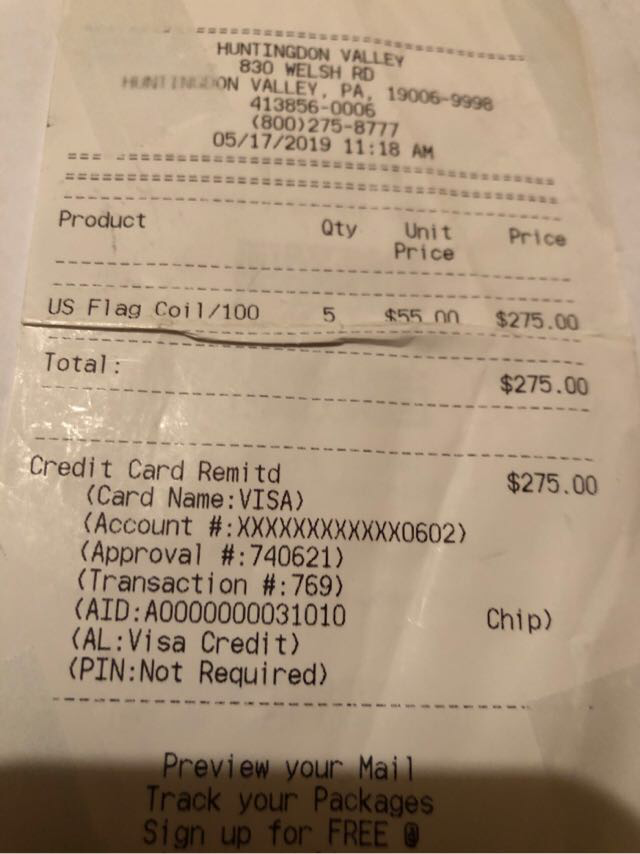 HUNTINGDON VALLEY
830 WELSH RD
HUNTINGDON VALLEY, PA, 19006-9998
413856-0006
(800)275-8777
05/17/2019 11:18 AM
Product Qty Unit Price Price
US Flag Coil/100 5 $55.00 $275.00
Total: $275.00
Credit Card Remitd $275.00
(Card Name:VISA)
(Account #:XXXXXXXXXXXX0602)
(Approval #:740621)
(Transaction #:769)
(AID:A0000000031010 Chip)
(AL:Visa Credit)
(PIN:Not Required)
Preview your Mail
Track your Packages
Sign up for FREE @